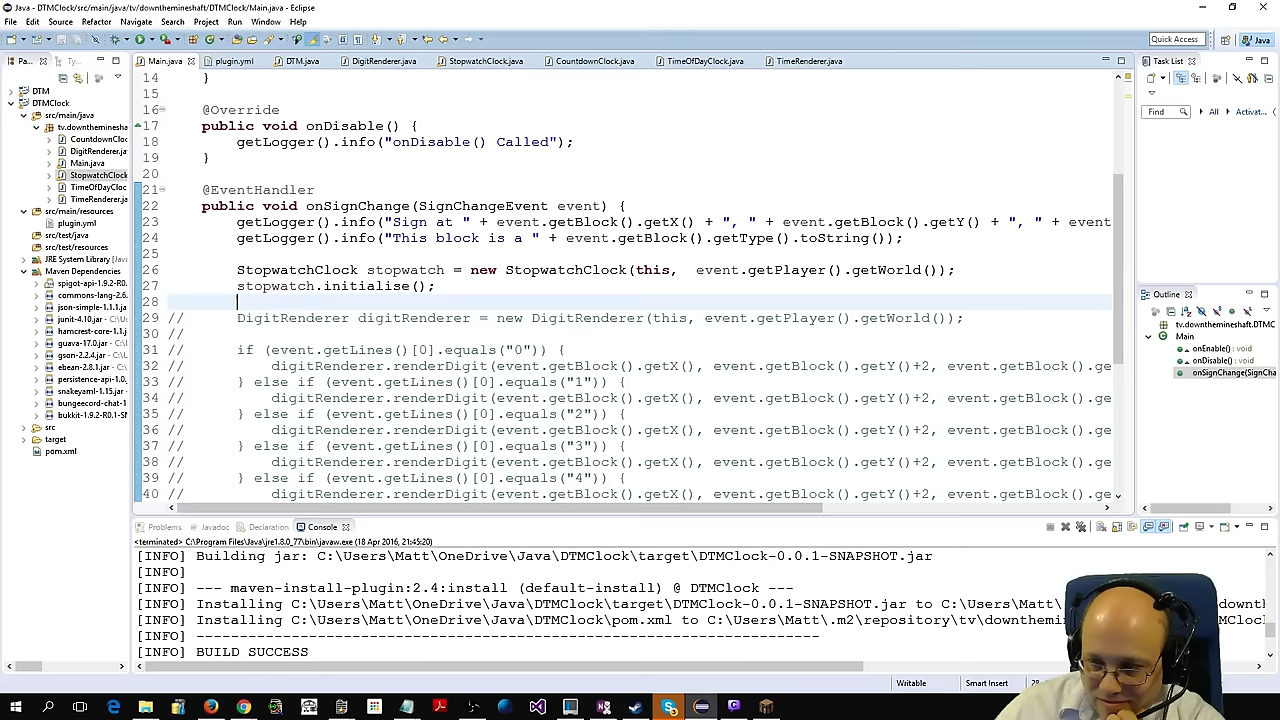 Java - DTMClock/src/main/java/tv/downthemineshaft/DTMClock/Main.java - Eclipse
File Edit Source Refactor Navigate Search Project Run Window Help
Quick Access
Java
Pa...
Ty...
Main.java
plugin.yml
DTM.java
DigitRenderer.java
StopwatchClock.java
CountdownClock.java
TimeOfDayClock.java
TimeRenderer.java
Task List
Find
All
Activat...
DTM
DTMClock
src/main/java
tv.downtheminesha
CountdownCloc
DigitRenderer.ja
Main.java
StopwatchClock
TimeOfDayCloc
TimeRenderer.ja
src/main/resources
plugin.yml
src/test/java
src/test/resources
JRE System Library [J
Maven Dependencies
spigot-api-1.9.2-R0.
commons-lang-2.6.
json-simple-1.1.1.ja
junit-4.10.jar
hamcrest-core-1.1.
guava-17.0.jar
gson-2.2.4.jar
ebean-2.8.1.jar
persistence-api-1.0.
snakeyaml-1.15.jar
bungeecord-chat-1
bukkit-1.9.2-R0.1-SN
src
target
pom.xml
14 }
15
16 @Override
17 public void onDisable() {
18 getLogger().info("onDisable() Called");
19 }
20
21 @EventHandler
22 public void onSignChange(SignChangeEvent event) {
23 getLogger().info("Sign at " + event.getBlock().getX() + ", " + event.getBlock().getY() + ", " + event
24 getLogger().info("This block is a " + event.getBlock().getType().toString());
25
26 StopwatchClock stopwatch = new StopwatchClock(this, event.getPlayer().getWorld());
27 stopwatch.initialise();
28
29 // DigitRenderer digitRenderer = new DigitRenderer(this, event.getPlayer().getWorld());
30 //
31 // if (event.getLines()[0].equals("0")) {
32 // digitRenderer.renderDigit(event.getBlock().getX(), event.getBlock().getY()+2, event.getBlock().ge
33 // } else if (event.getLines()[0].equals("1")) {
34 // digitRenderer.renderDigit(event.getBlock().getX(), event.getBlock().getY()+2, event.getBlock().ge
35 // } else if (event.getLines()[0].equals("2")) {
36 // digitRenderer.renderDigit(event.getBlock().getX(), event.getBlock().getY()+2, event.getBlock().ge
37 // } else if (event.getLines()[0].equals("3")) {
38 // digitRenderer.renderDigit(event.getBlock().getX(), event.getBlock().getY()+2, event.getBlock().ge
39 // } else if (event.getLines()[0].equals("4")) {
40 // digitRenderer.renderDigit(event.getBlock().getX(), event.getBlock().getY()+2, event.getBlock().ge
Outline
tv.downthemineshaft.DT
Main
onEnable() : void
onDisable() : void
onSignChange(SignCha
Problems
Javadoc
Declaration
Console
<terminated> C:\Program Files\Java\jre1.8.0_77\bin\javaw.exe (18 Apr 2016, 21:45:20)
[INFO] Building jar: C:\Users\Matt\OneDrive\Java\DTMClock\target\DTMClock-0.0.1-SNAPSHOT.jar
[INFO]
[INFO] --- maven-install-plugin:2.4:install (default-install) @ DTMClock ---
[INFO] Installing C:\Users\Matt\OneDrive\Java\DTMClock\target\DTMClock-0.0.1-SNAPSHOT.jar to C:\Users\Matt
[INFO] Installing C:\Users\Matt\OneDrive\Java\DTMClock\pom.xml to C:\Users\Matt\.m2\repository\tv\downthemin
[INFO] ------------------------------------------------------------------------
[INFO] BUILD SUCCESS
Writable
Smart Insert
28